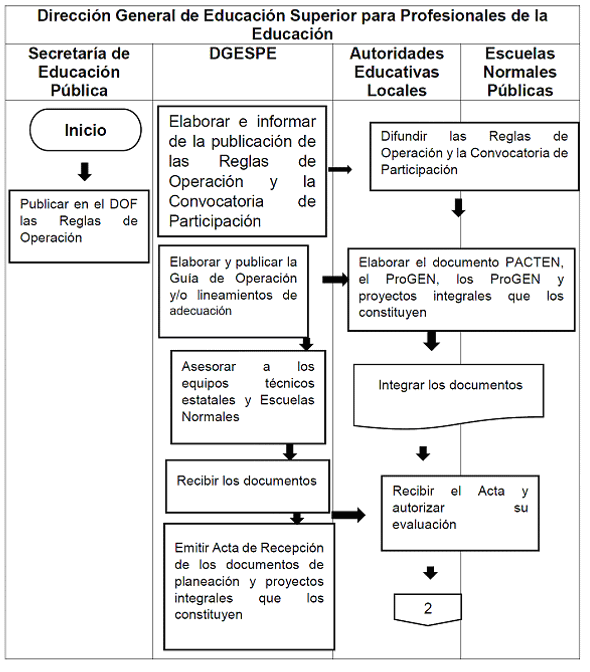 Dirección General de Educación Superior para Profesionales de la
Educación
Secretaría de
Educación
Pública
DGESPE
Autoridades
Educativas
Locales
Escuelas
Normales
Públicas
Inicio
Publicar en el DOF
las Reglas de
Operación
Elaborar e informar
de la publicación de
las Reglas de
Operación y la
Convocatoria de
Participación
Difundir las Reglas de
Operación y la Convocatoria de
Participación
Elaborar y publicar la
Guía de Operación
y/o lineamientos de
adecuación
Elaborar el documento PACTEN,
el ProGEN, los ProGEN y
proyectos integrales que los
constituyen
Asesorar a los
equipos técnicos
estatales y Escuelas
Normales
Integrar los documentos
Recibir los documentos
Recibir el Acta y
autorizar su
evaluación
Emitir Acta de Recepción
de los documentos de
planeación y proyectos
integrales que los
constituyen
2